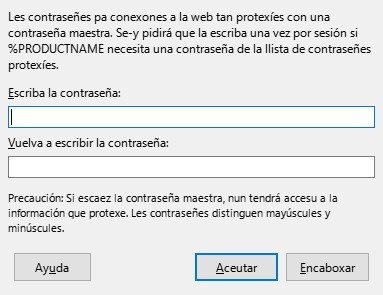 Les contraseñes pa conexones a la web tan protexíes con una
contraseña maestra. Se-y pidirá que la escriba una vez por sesión si
%PRODUCTNAME necesita una contraseña de la llista de contraseñes
protexíes.
Escriba la contraseña:
Vuelva a escribir la contraseña:
Precaución: Si escaez la contraseña maestra, nun tendrá accesu a la
información que protexe. Les contraseñes distinguen mayúscules y
minúscules.
Ayuda
Aceutar
Encaboxar